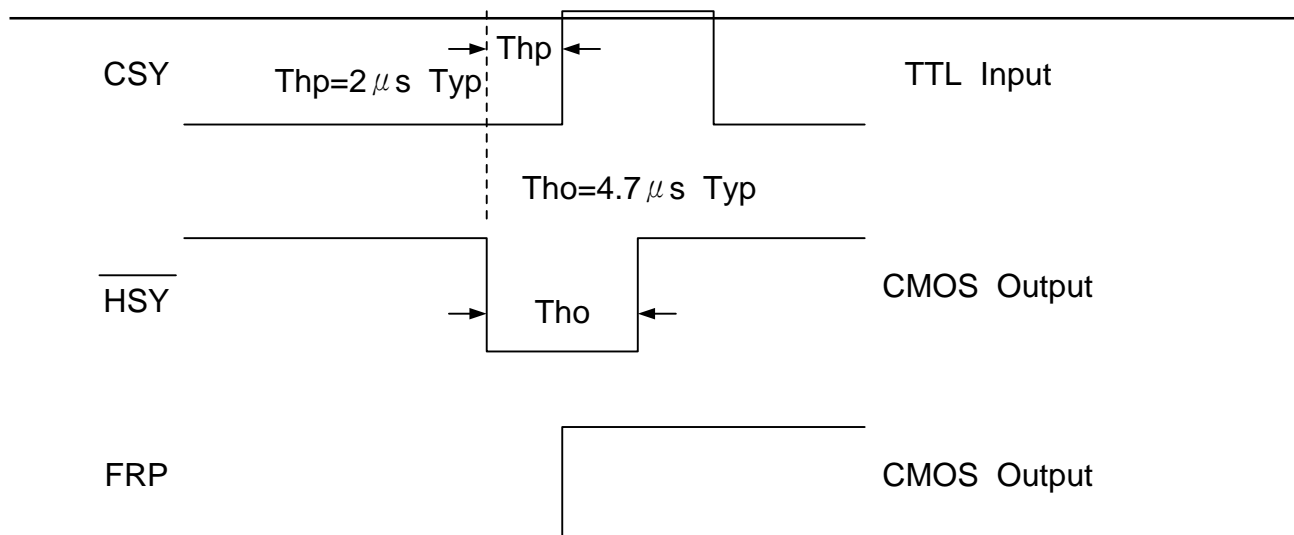 Thp
CSY
Thp=2μs Typ
TTL Input
Tho=4.7μs Typ
HSY
Tho
CMOS Output
FRP
CMOS Output